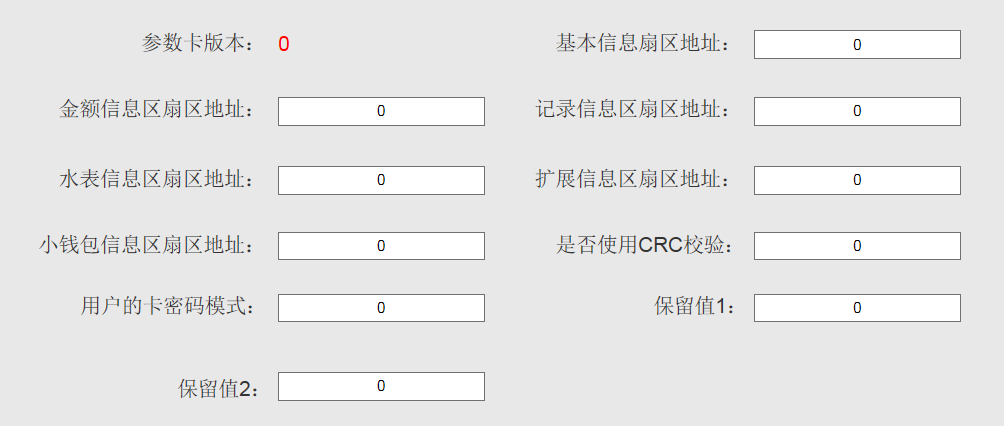 参数卡版本： 0 基本信息扇区地址： 0
金额信息区扇区地址： 0 记录信息区扇区地址： 0
水表信息区扇区地址： 0 扩展信息区扇区地址： 0
小钱包信息区扇区地址： 0 是否使用CRC校验： 0
用户的卡密码模式： 0 保留值1： 0
保留值2： 0